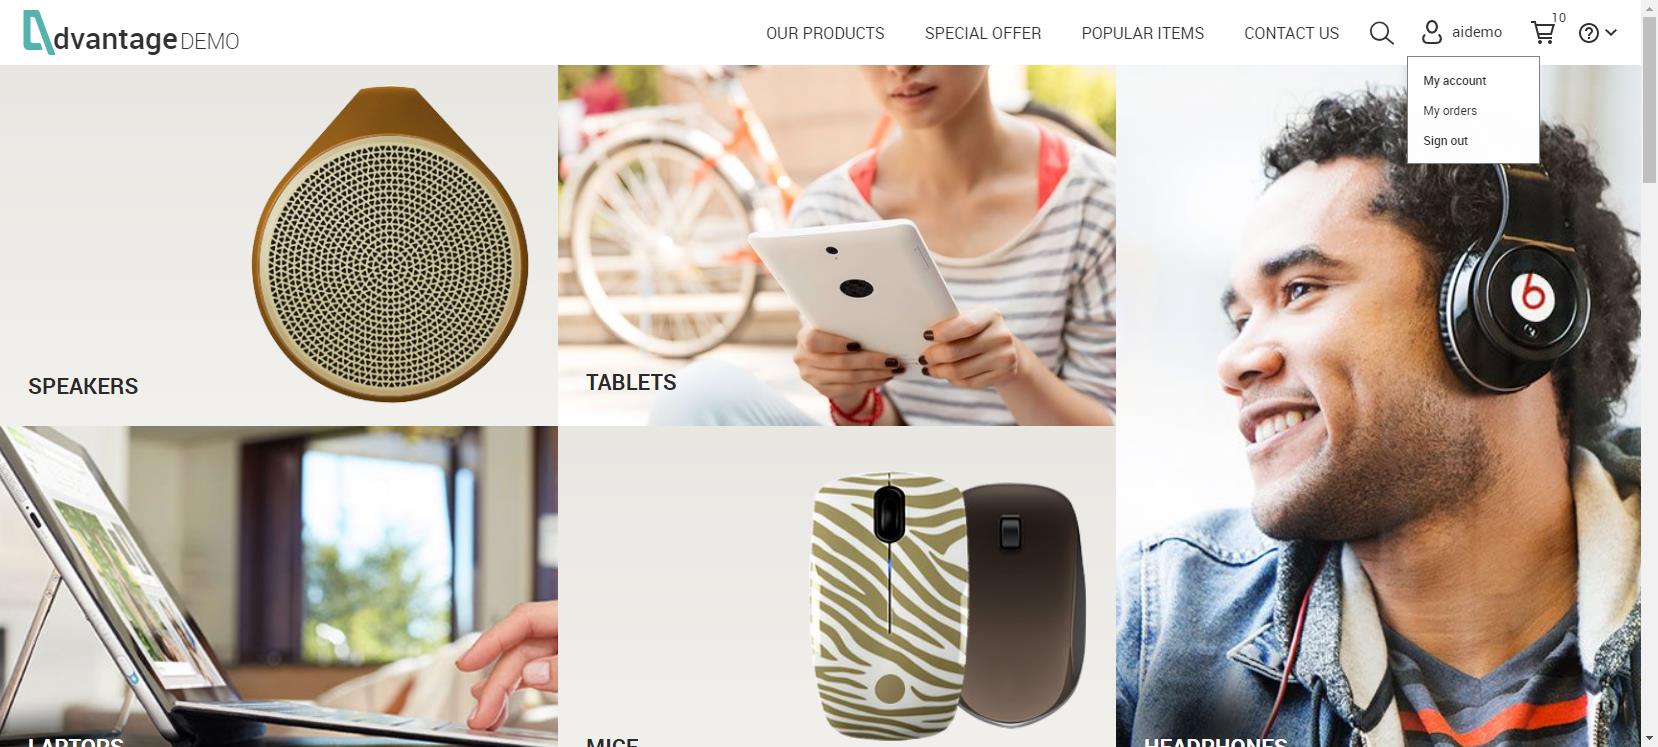 dvantage DEMO
OUR PRODUCTS SPECIAL OFFER POPULAR ITEMS CONTACT US aidemo 10
My account
My orders
Sign out
SPEAKERS
TABLETS
LAPTOPS
MICE
HEADPHONES